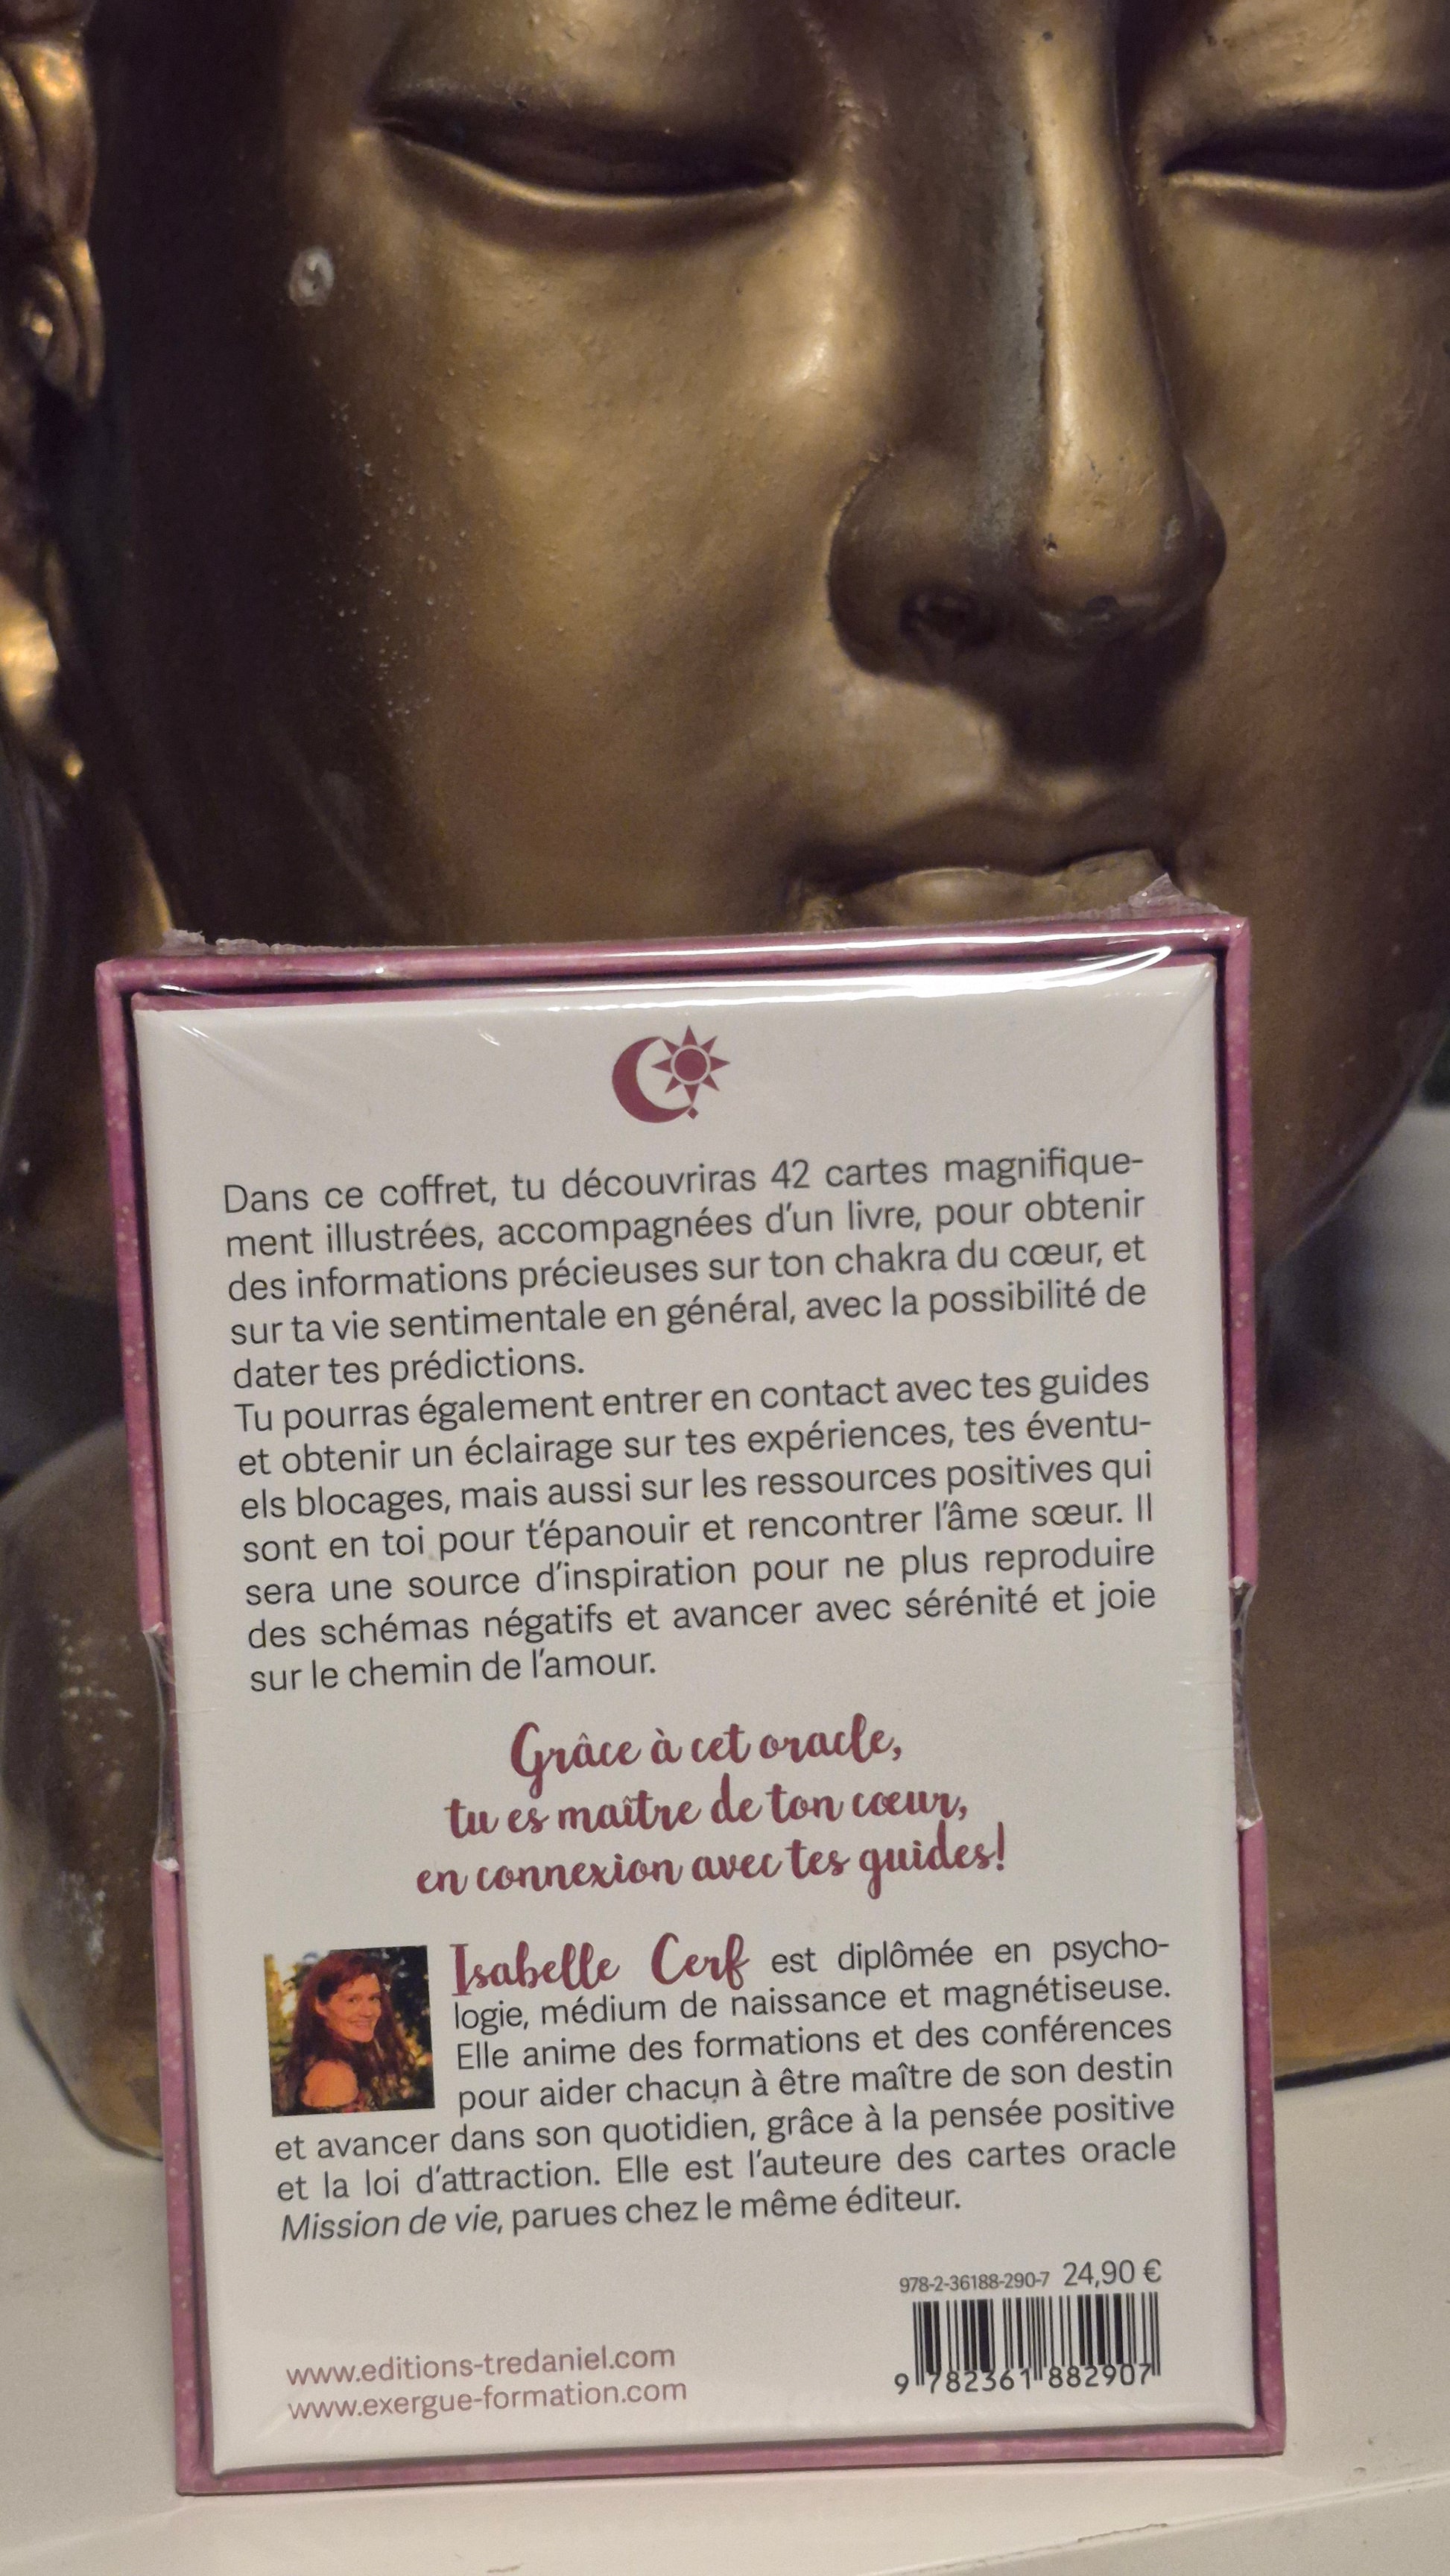 Dans ce coffret, tu découvriras 42 cartes magnifique-
ment illustrées, accompagnées d'un livre, pour obtenir
des informations précieuses sur ton chakra du cœur, et
sur ta vie sentimentale en général, avec la possibilité de
dater tes prédictions.
Tu pourras également entrer en contact avec tes guides
et obtenir un éclairage sur tes expériences, tes éventu-
els blocages, mais aussi sur les ressources positives qui
sont en toi pour t'épanouir et rencontrer l'âme sœur. Il
sera une source d'inspiration pour ne plus reproduire
des schémas négatifs et avancer avec sérénité et joie
sur le chemin de l'amour.
Grâce à cet oracle,
tu es maître de ton cœur,
en connexion avec tes guides!
Isabelle Cerf est diplômée en psycho-
logie, médium de naissance et magnétiseuse.
Elle anime des formations et des conférences
pour aider chacun à être maître de son destin
et avancer dans son quotidien, grâce à la pensée positive
et la loi d'attraction. Elle est l'auteure des cartes oracle
Mission de vie, parues chez le même éditeur.
978-2-36188-290-7 24,90 €
9 782361 882907
www.editions-tredaniel.com
www.exergue-formation.com